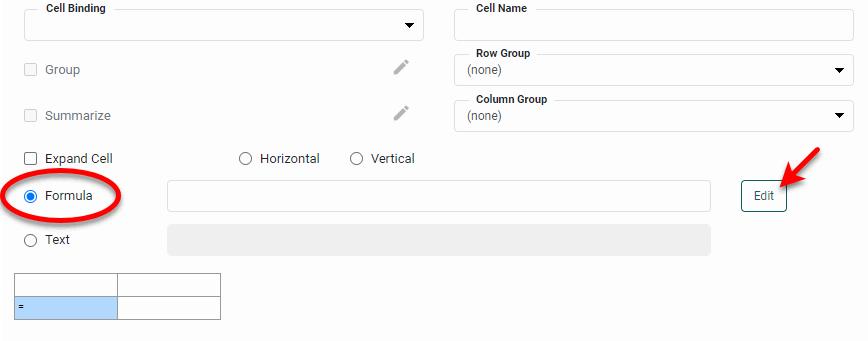 Cell Binding
Cell Name
Group
Row Group
(none)
Summarize
Column Group
(none)
Expand Cell
Horizontal
Vertical
Formula
Edit
Text
=